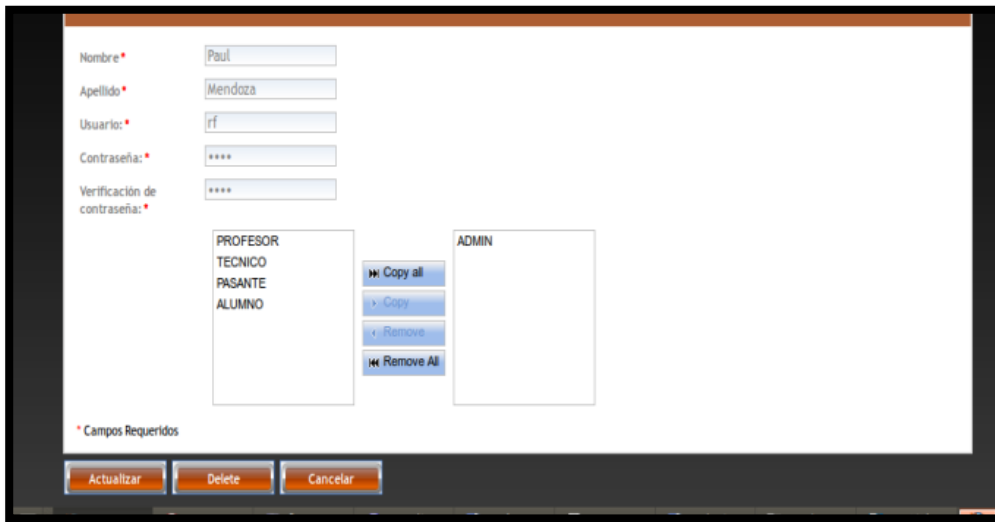 Nombre*
Paul
Apellido*
Mendoza
Usuario:*
rf
Contraseña:*
••••
Verificación de
contraseña:*
••••
PROFESOR
TECNICO
PASANTE
ALUMNO
Copy all
Copy
Remove
Remove All
ADMIN
* Campos Requeridos
Actualizar
Delete
Cancelar